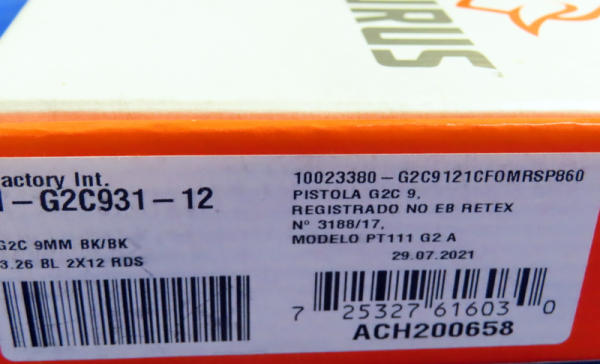 URUS
actory Int.
-G2C931-12
G2C 9MM BK/BK
3.26 BL 2X12 RDS
10023380-G2C9121CFOMRSP860
PISTOLA G2C 9,
REGISTRADO NO EB RETEX
Nº 3188/17,
MODELO PT111 G2 A
29.07.2021
7 25327 61603 0
ACH200658